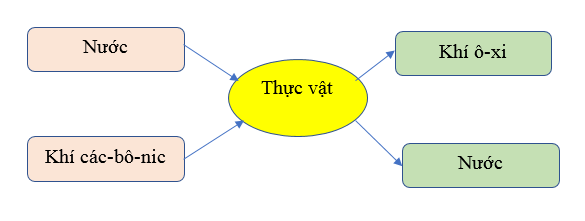 Nước
Khí ô-xi
Thực vật
Khí các-bô-nic
Nước